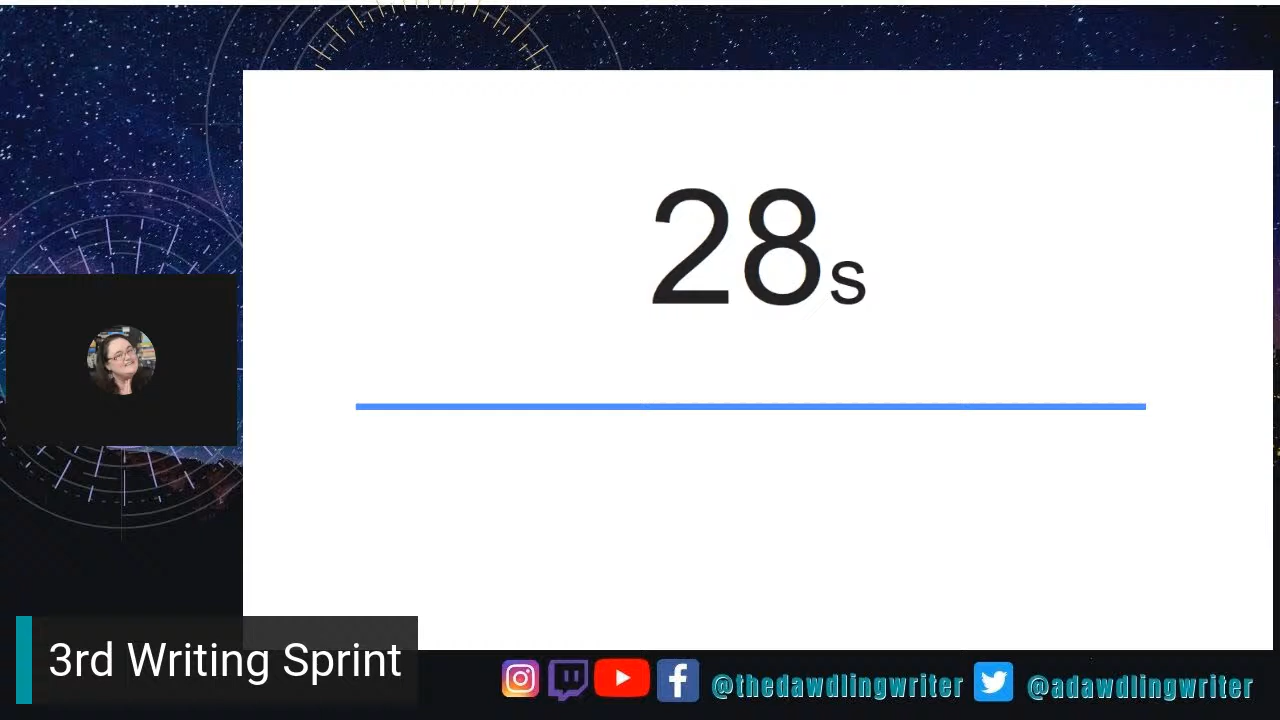 28s
3rd Writing Sprint
@thedawdlingwriter
@adawdlingwriter